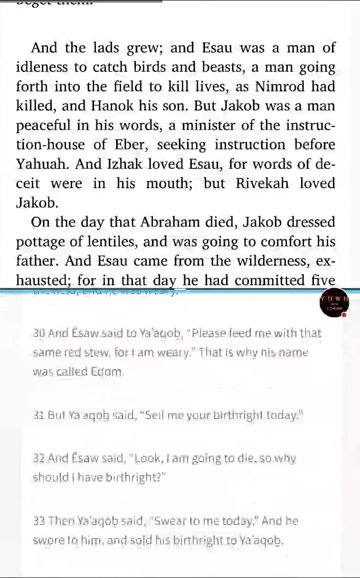 beget them.
And the lads grew; and Esau was a man of
idleness to catch birds and beasts, a man going
forth into the field to kill lives, as Nimrod had
killed, and Hanok his son. But Jakob was a man
peaceful in his words, a minister of the instruc-
tion-house of Eber, seeking instruction before
Yahuah. And Izhak loved Esau, for words of de-
ceit were in his mouth; but Rivekah loved
Jakob.
On the day that Abraham died, Jakob dressed
pottage of lentiles, and was going to comfort his
father. And Esau came from the wilderness, ex-
hausted; for in that day he had committed five
30 And Ěsaw said to Ya‛aqob, “Please feed me with that
same red stew, for I am weary.” That is why his name
was called Eḏom.
31 But Ya‛aqob said, “Sell me your birthright today.”
32 And Ěsaw said, “Look, I am going to die, so why
should I have birthright?”
33 Then Ya‛aqob said, “Swear to me today.” And he
swore to him, and sold his birthright to Ya‛aqob.